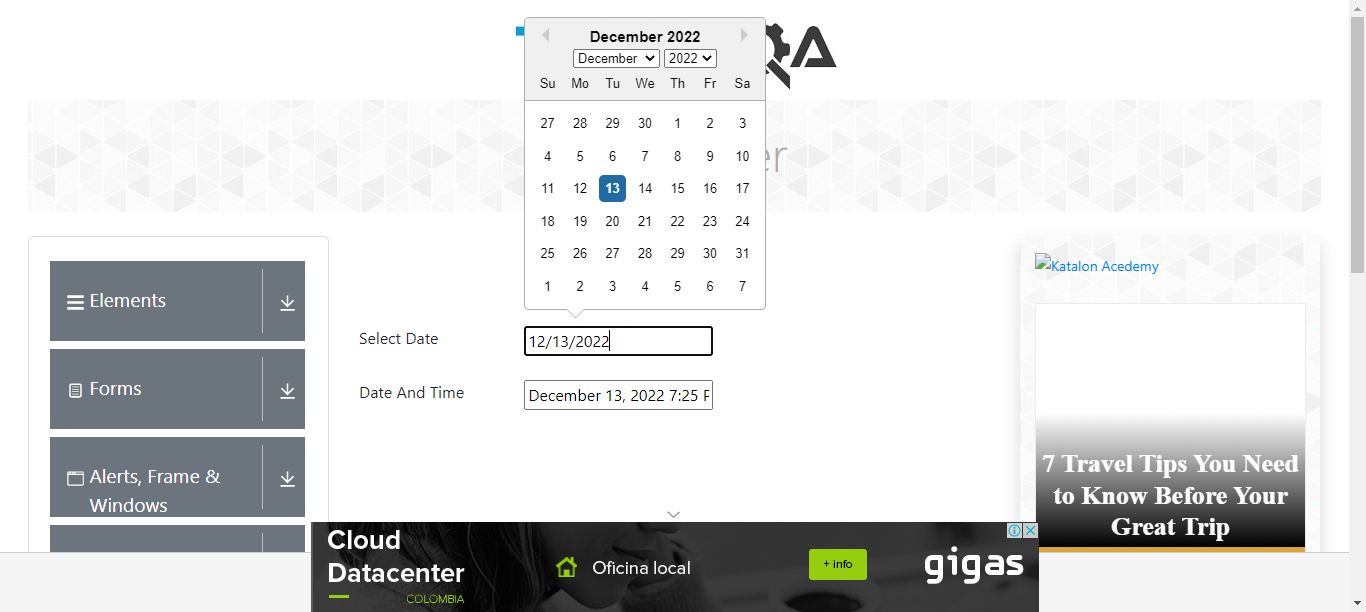 December 2022
December 2022
Su Mo Tu We Th Fr Sa
27 28 29 30 1 2 3
4 5 6 7 8 9 10
11 12 13 14 15 16 17
18 19 20 21 22 23 24
25 26 27 28 29 30 31
1 2 3 4 5 6 7
Elements
Forms
Alerts, Frame &
Windows
Select Date
12/13/2022
Date And Time
December 13, 2022 7:25 P
Katalon Acedemy
7 Travel Tips You Need
to Know Before Your
Great Trip
Cloud
Datacenter
COLOMBIA
Oficina local
+ info
gigas